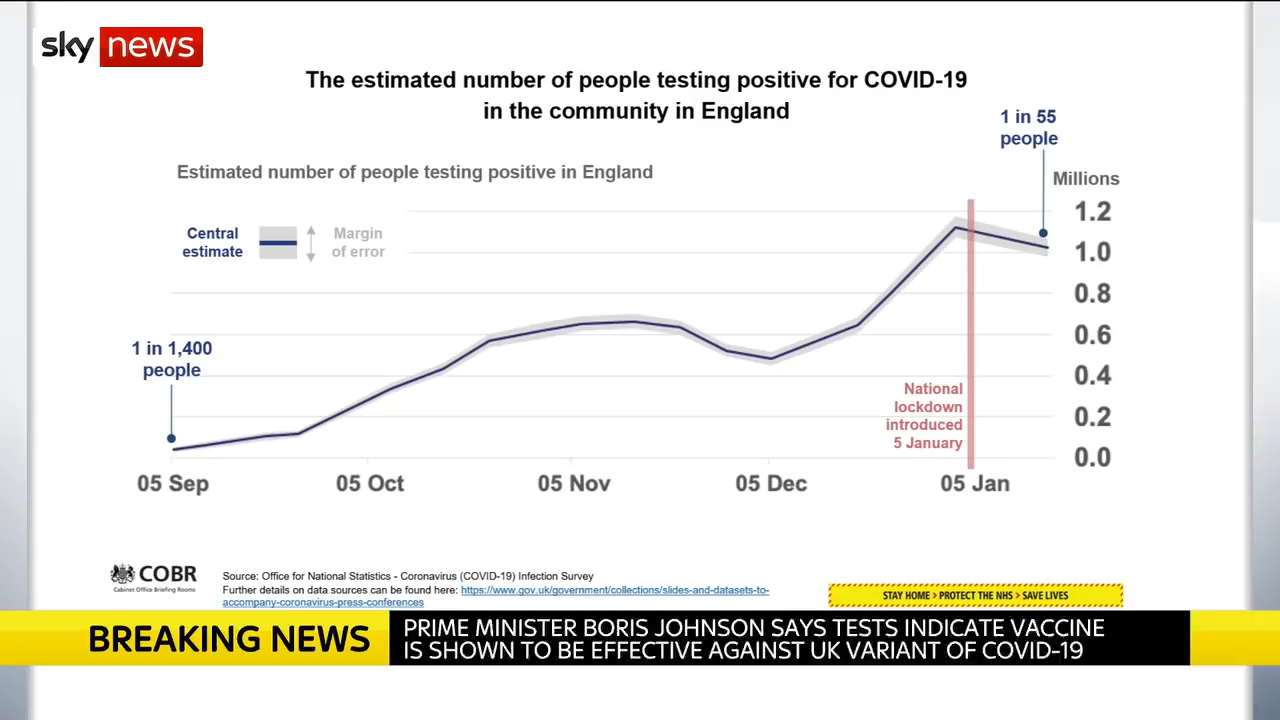 sky news
The estimated number of people testing positive for COVID-19
in the community in England
1 in 55
people
Estimated number of people testing positive in England
Millions
Central
estimate
Margin
of error
1.2
1.0
0.8
0.6
0.4
0.2
0.0
1 in 1,400
people
National
lockdown
introduced
5 January
05 Sep
05 Oct
05 Nov
05 Dec
05 Jan
COBR
Cabinet Office Briefing Rooms
Source: Office for National Statistics - Coronavirus (COVID-19) Infection Survey
Further details on data sources can be found here: https://www.gov.uk/government/collections/slides-and-datasets-to-
accompany-coronavirus-press-conferences
STAY HOME > PROTECT THE NHS > SAVE LIVES
BREAKING NEWS
PRIME MINISTER BORIS JOHNSON SAYS TESTS INDICATE VACCINE
IS SHOWN TO BE EFFECTIVE AGAINST UK VARIANT OF COVID-19